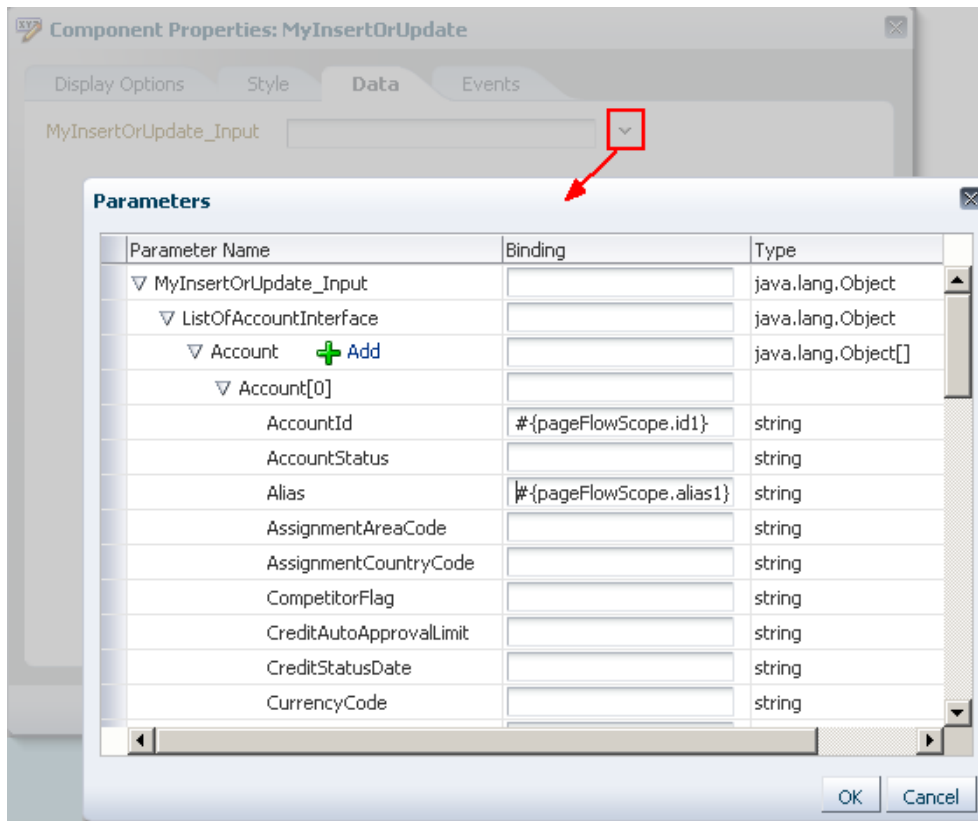 Component Properties: MyInsertOrUpdate
Display Options Style Data Events
MyInsertOrUpdate_Input
Parameters
Parameter Name Binding Type
MyInsertOrUpdate_Input java.lang.Object
ListOfAccountInterface java.lang.Object
Account Add java.lang.Object[]
Account[0]
AccountId #{pageFlowScope.id1} string
AccountStatus string
Alias #{pageFlowScope.alias1} string
AssignmentAreaCode string
AssignmentCountryCode string
CompetitorFlag string
CreditAutoApprovalLimit string
CreditStatusDate string
CurrencyCode string
OK Cancel